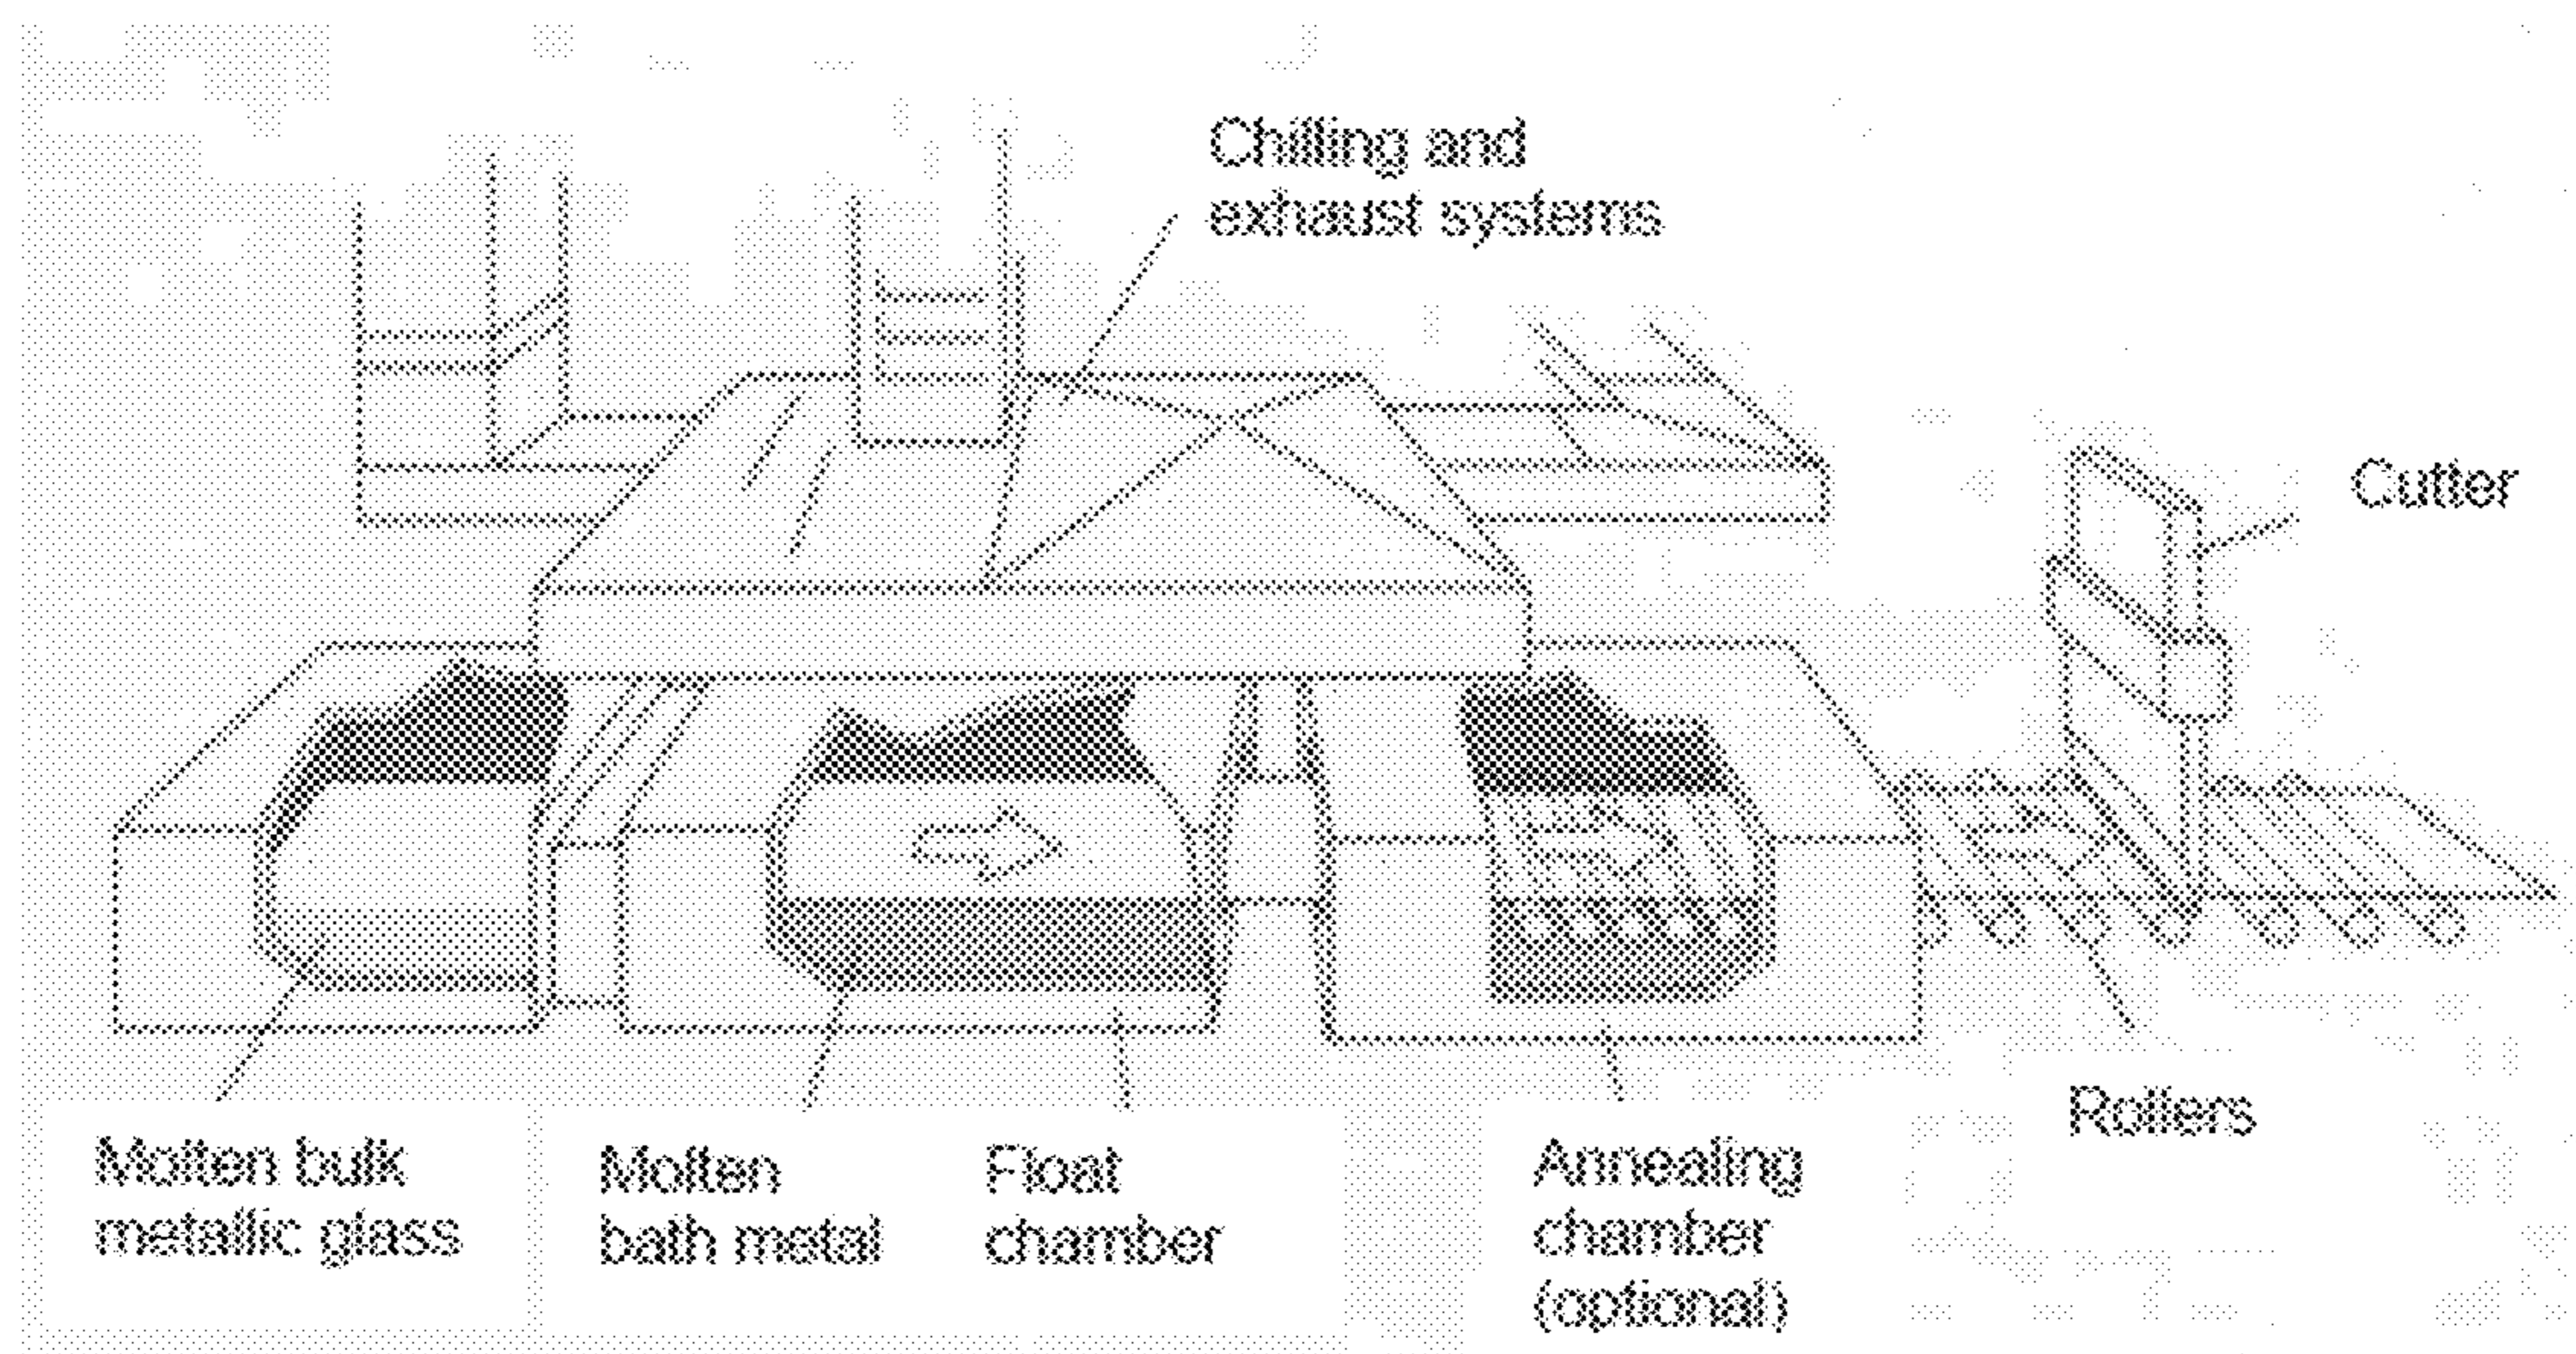 Chilling and
exhaust systems
Cutter
Rollers
Molten bulk
metallic glass
Molten
bath metal
Float
chamber
Annealing
chamber
(optional)